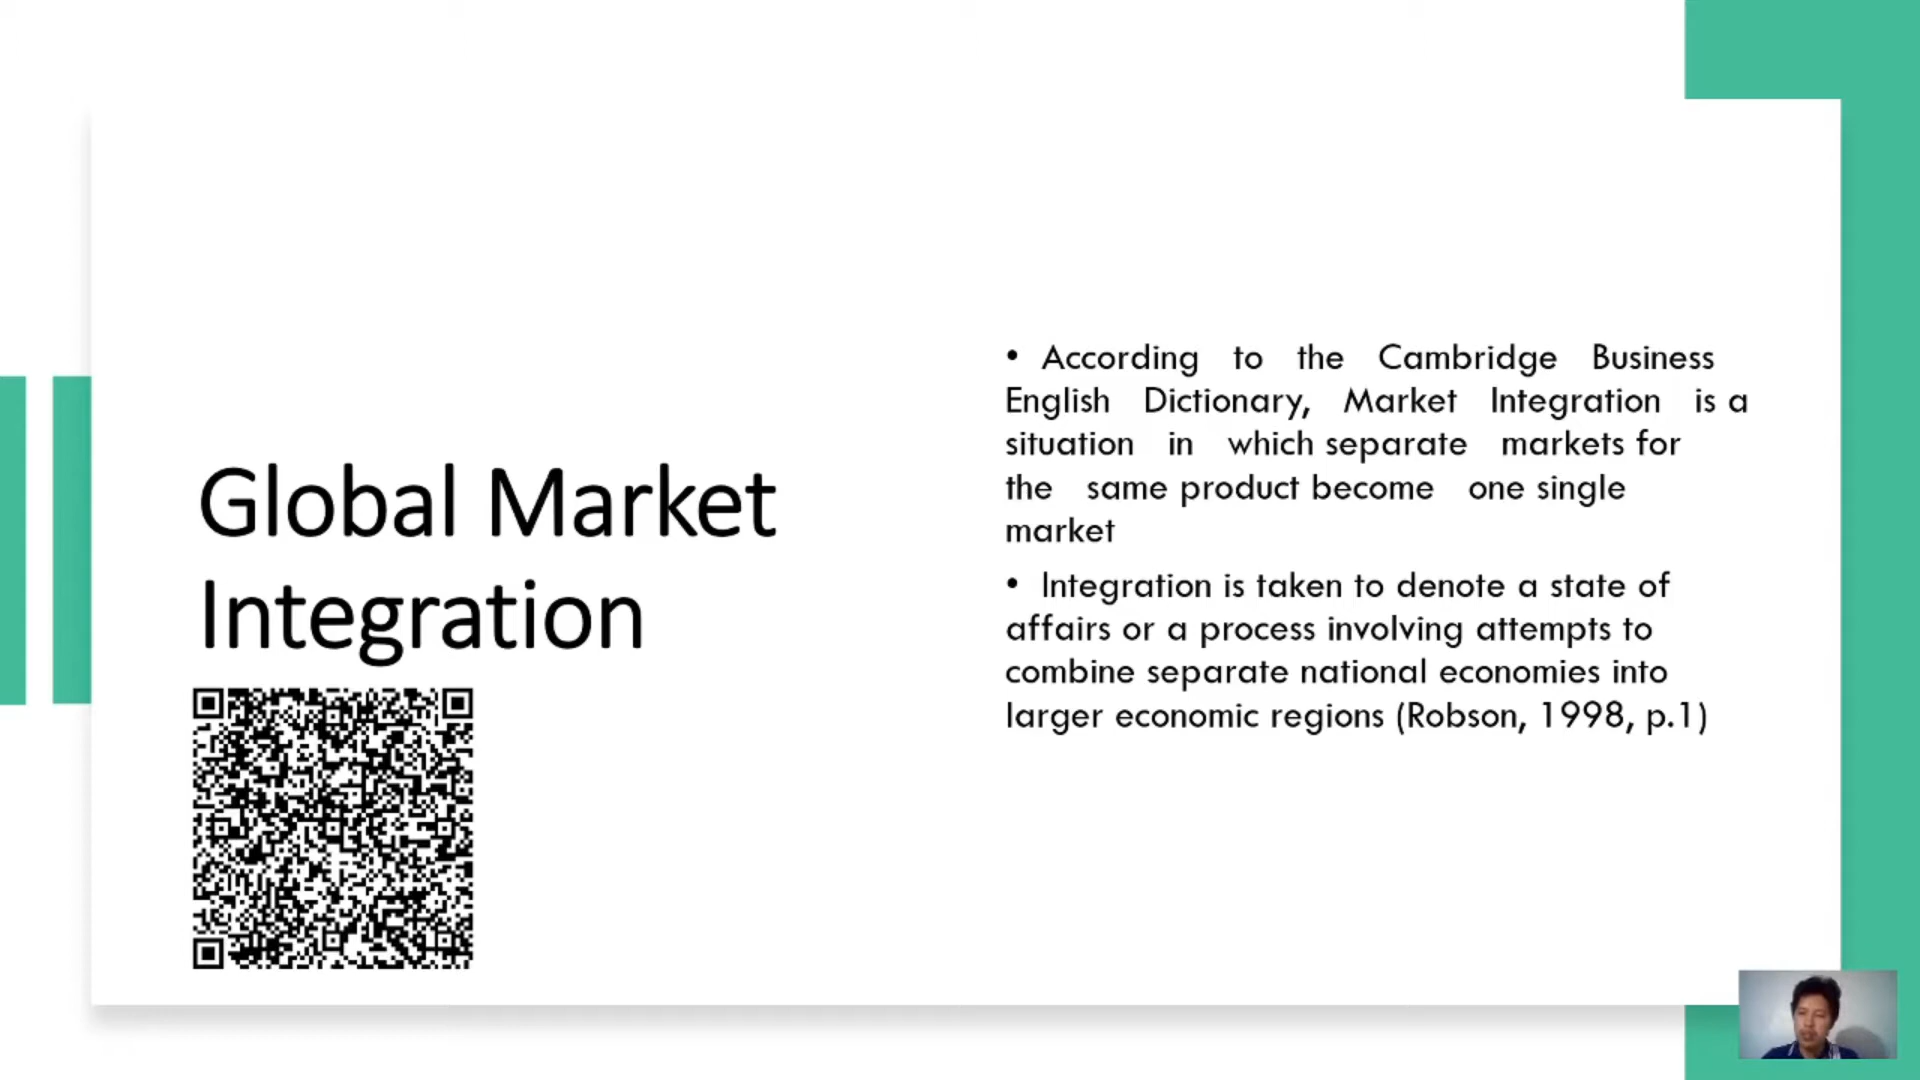 Global Market
Integration
• According to the Cambridge Business
English Dictionary, Market Integration is a
situation in which separate markets for
the same product become one single
market
• Integration is taken to denote a state of
affairs or a process involving attempts to
combine separate national economies into
larger economic regions (Robson, 1998, p.1)